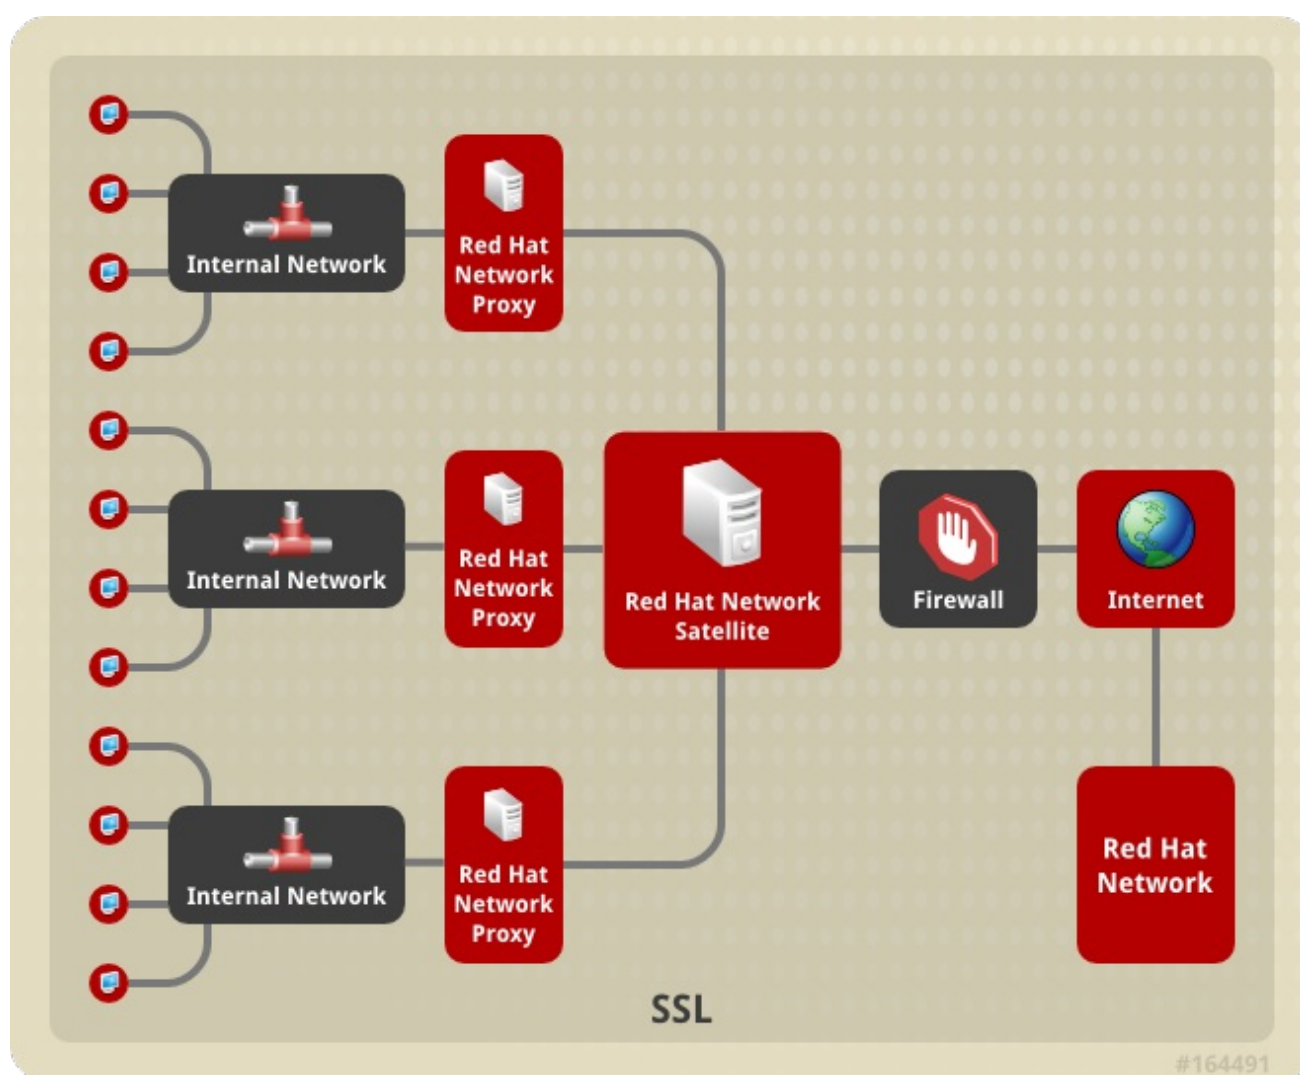 Internal Network
Red Hat
Network
Proxy
Internal Network
Red Hat
Network
Proxy
Red Hat Network
Satellite
Firewall
Internet
Internal Network
Red Hat
Network
Proxy
Red Hat
Network
SSL
#164491